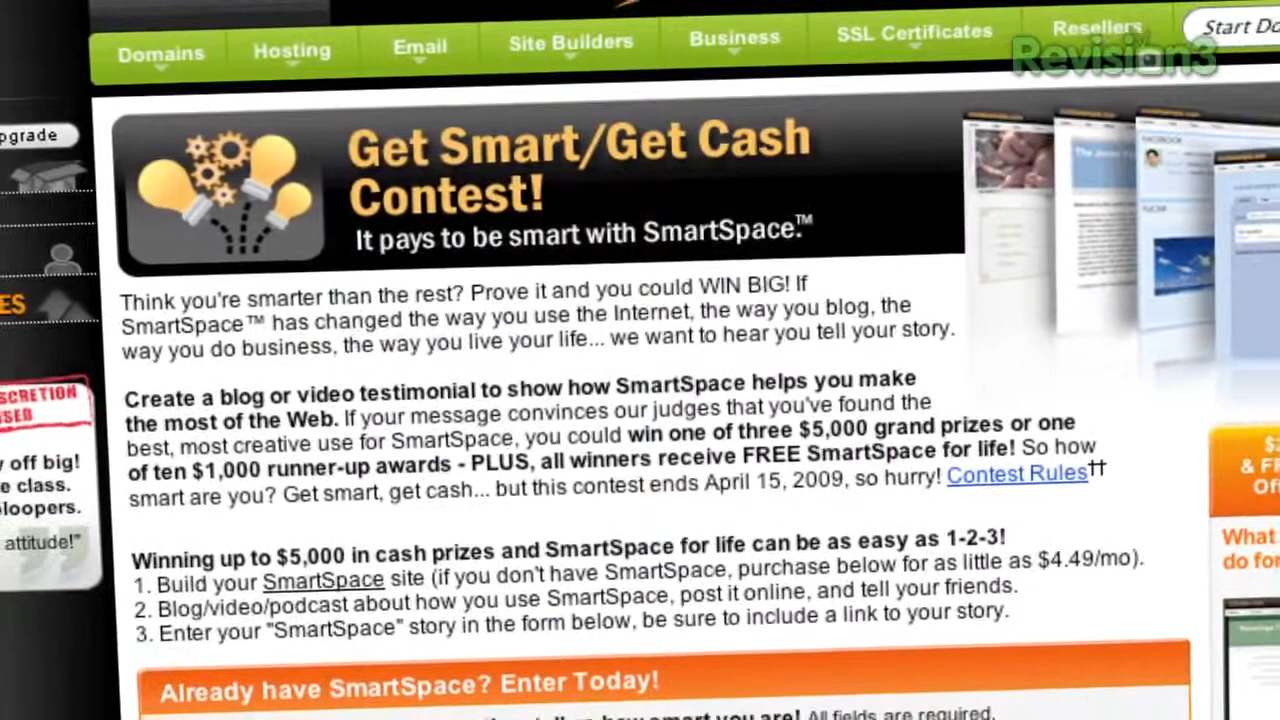 Domains Hosting Email Site Builders Business SSL Certificates Resellers Start Do
Revision3
pgrade
Get Smart/Get Cash
Contest!
It pays to be smart with SmartSpace.™
Think you're smarter than the rest? Prove it and you could WIN BIG! If
SmartSpace™ has changed the way you use the Internet, the way you blog, the
way you do business, the way you live your life... we want to hear you tell your story.
ES
Create a blog or video testimonial to show how SmartSpace helps you make
the most of the Web. If your message convinces our judges that you've found the
best, most creative use for SmartSpace, you could win one of three $5,000 grand prizes or one
of ten $1,000 runner-up awards - PLUS, all winners receive FREE SmartSpace for life! So how
smart are you? Get smart, get cash... but this contest ends April 15, 2009, so hurry! Contest Rules††
SCRETION
SED
y off big!
e class.
loopers.
attitude!”
Winning up to $5,000 in cash prizes and SmartSpace for life can be as easy as 1-2-3!
1. Build your SmartSpace site (if you don't have SmartSpace, purchase below for as little as $4.49/mo).
2. Blog/video/podcast about how you use SmartSpace, post it online, and tell your friends.
3. Enter your "SmartSpace" story in the form below, be sure to include a link to your story.
& F
Of
What
do fo
Already have SmartSpace? Enter Today!
how smart you are! All fields are required.